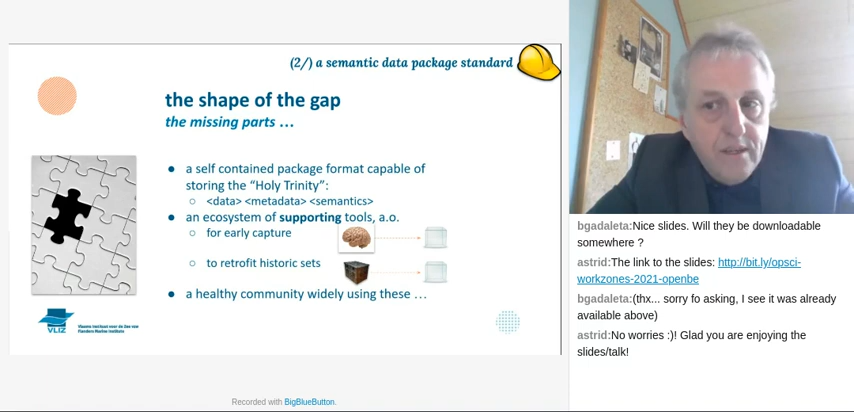 (2/) a semantic data package standard
the shape of the gap
the missing parts …
● a self contained package format capable of
storing the “Holy Trinity”:
○ <data> <metadata> <semantics>
● an ecosystem of supporting tools, a.o.
○ for early capture
○ to retrofit historic sets
● a healthy community widely using these …
VLIZ
Vlaams Instituut voor de Zee vzw
Flanders Marine Institute
Recorded with BigBlueButton.
bgadaleta:Nice slides. Will they be downloadable
somewhere ?
astrid:The link to the slides: http://bit.ly/opsci-
workzones-2021-openbe
bgadaleta:(thx... sorry fo asking, I see it was already
available above)
astrid:No worries :)! Glad you are enjoying the
slides/talk!